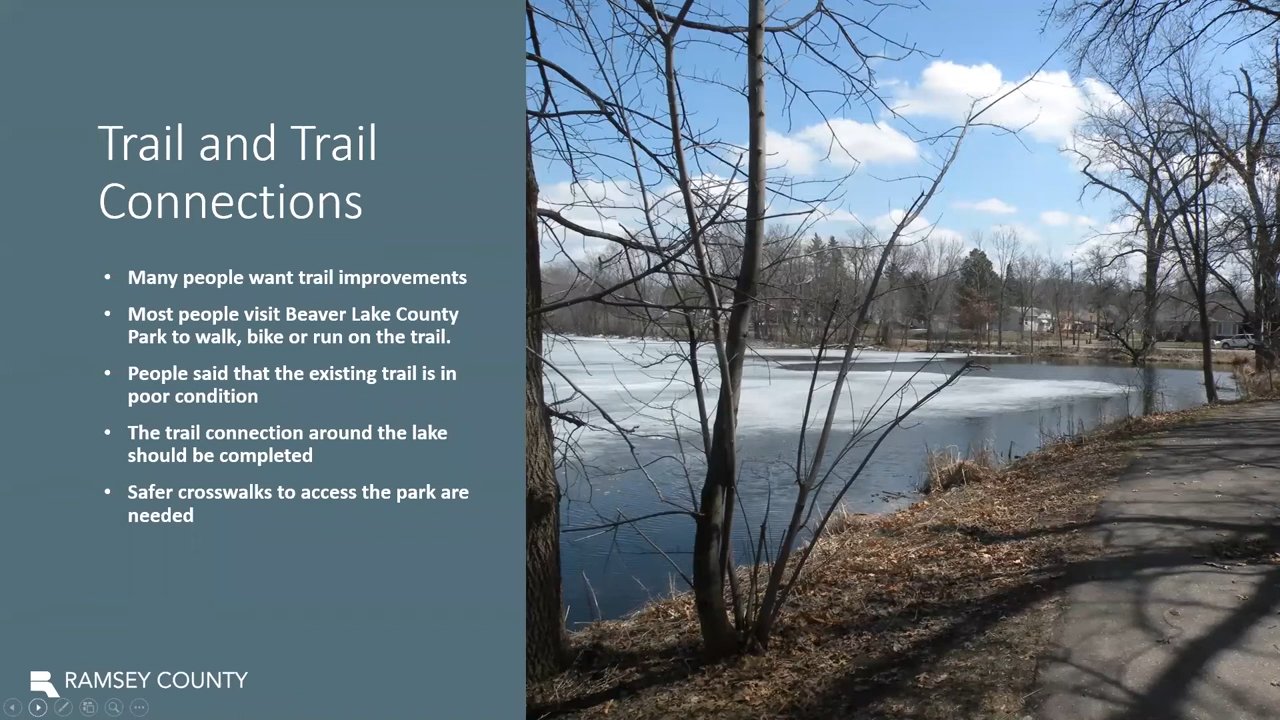 Trail and Trail
Connections
• Many people want trail improvements
• Most people visit Beaver Lake County
Park to walk, bike or run on the trail.
• People said that the existing trail is in
poor condition
• The trail connection around the lake
should be completed
• Safer crosswalks to access the park are
needed
RAMSEY COUNTY